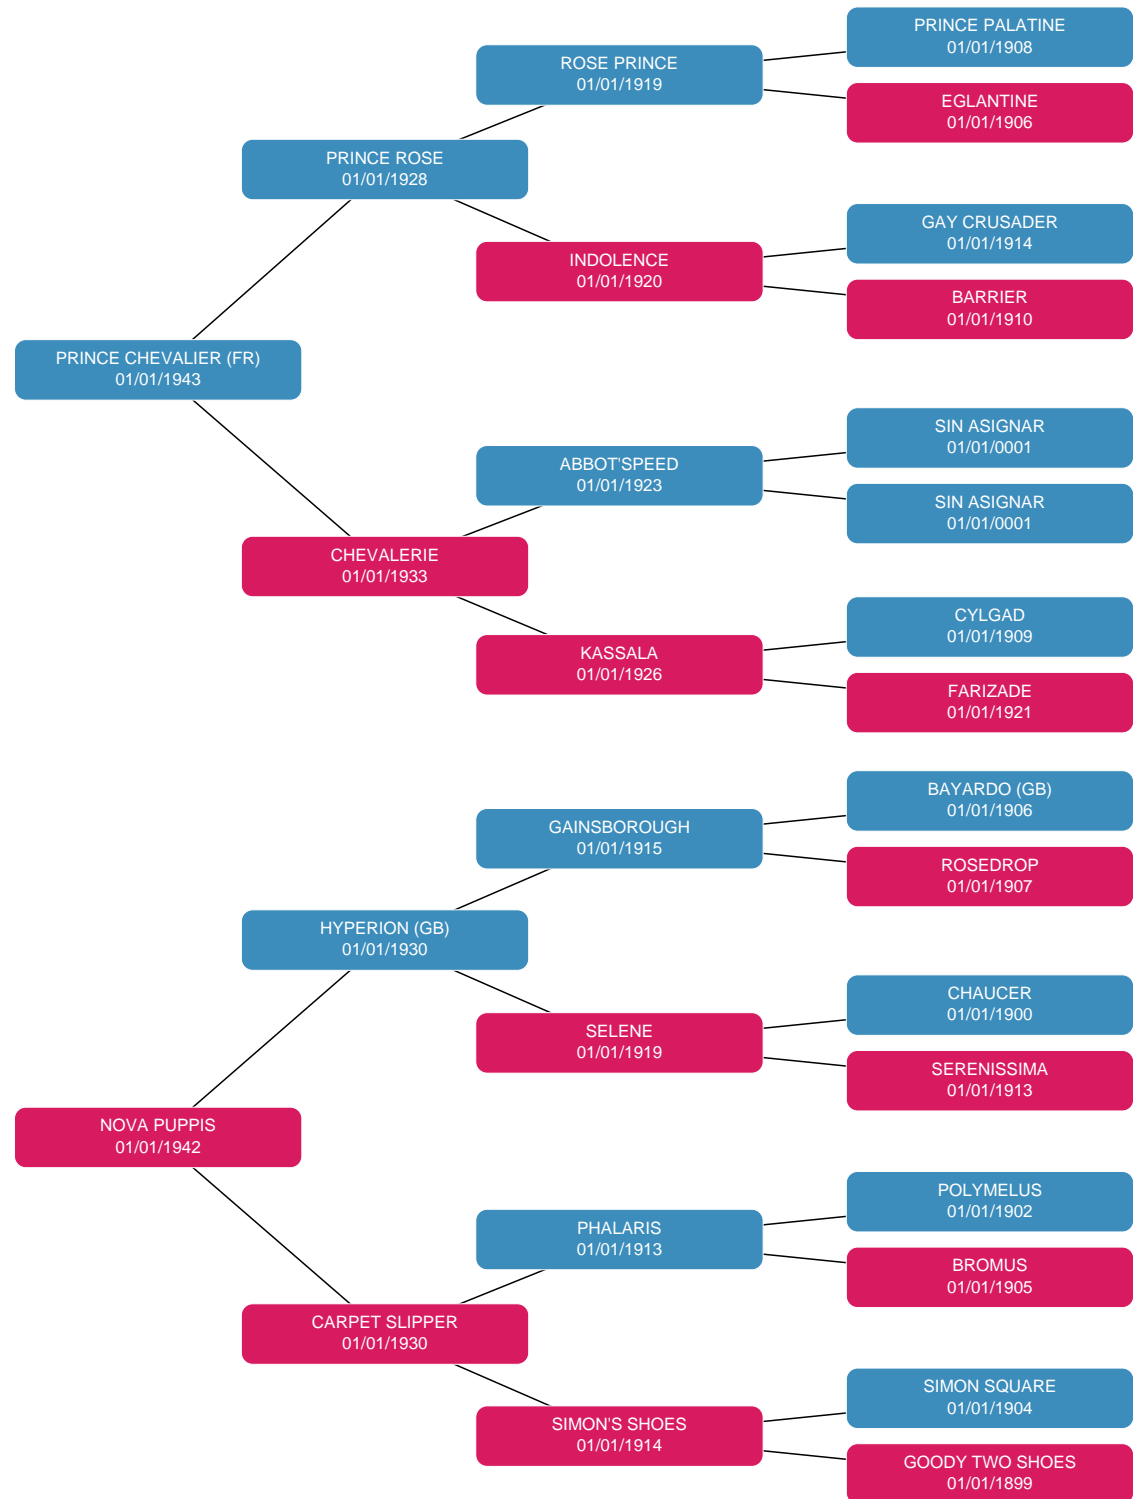 PRINCE PALATINE
01/01/1908
ROSE PRINCE
01/01/1919
EGLANTINE
01/01/1906
PRINCE ROSE
01/01/1928
GAY CRUSADER
01/01/1914
INDOLENCE
01/01/1920
BARRIER
01/01/1910
PRINCE CHEVALIER (FR)
01/01/1943
SIN ASIGNAR
01/01/0001
ABBOT'SPEED
01/01/1923
SIN ASIGNAR
01/01/0001
CHEVALERIE
01/01/1933
CYLGAD
01/01/1909
KASSALA
01/01/1926
FARIZADE
01/01/1921
BAYARDO (GB)
01/01/1906
GAINSBOROUGH
01/01/1915
ROSEDROP
01/01/1907
HYPERION (GB)
01/01/1930
CHAUCER
01/01/1900
SELENE
01/01/1919
SERENISSIMA
01/01/1913
NOVA PUPPIS
01/01/1942
POLYMELUS
01/01/1902
PHALARIS
01/01/1913
BROMUS
01/01/1905
CARPET SLIPPER
01/01/1930
SIMON SQUARE
01/01/1904
SIMON'S SHOES
01/01/1914
GOODY TWO SHOES
01/01/1899